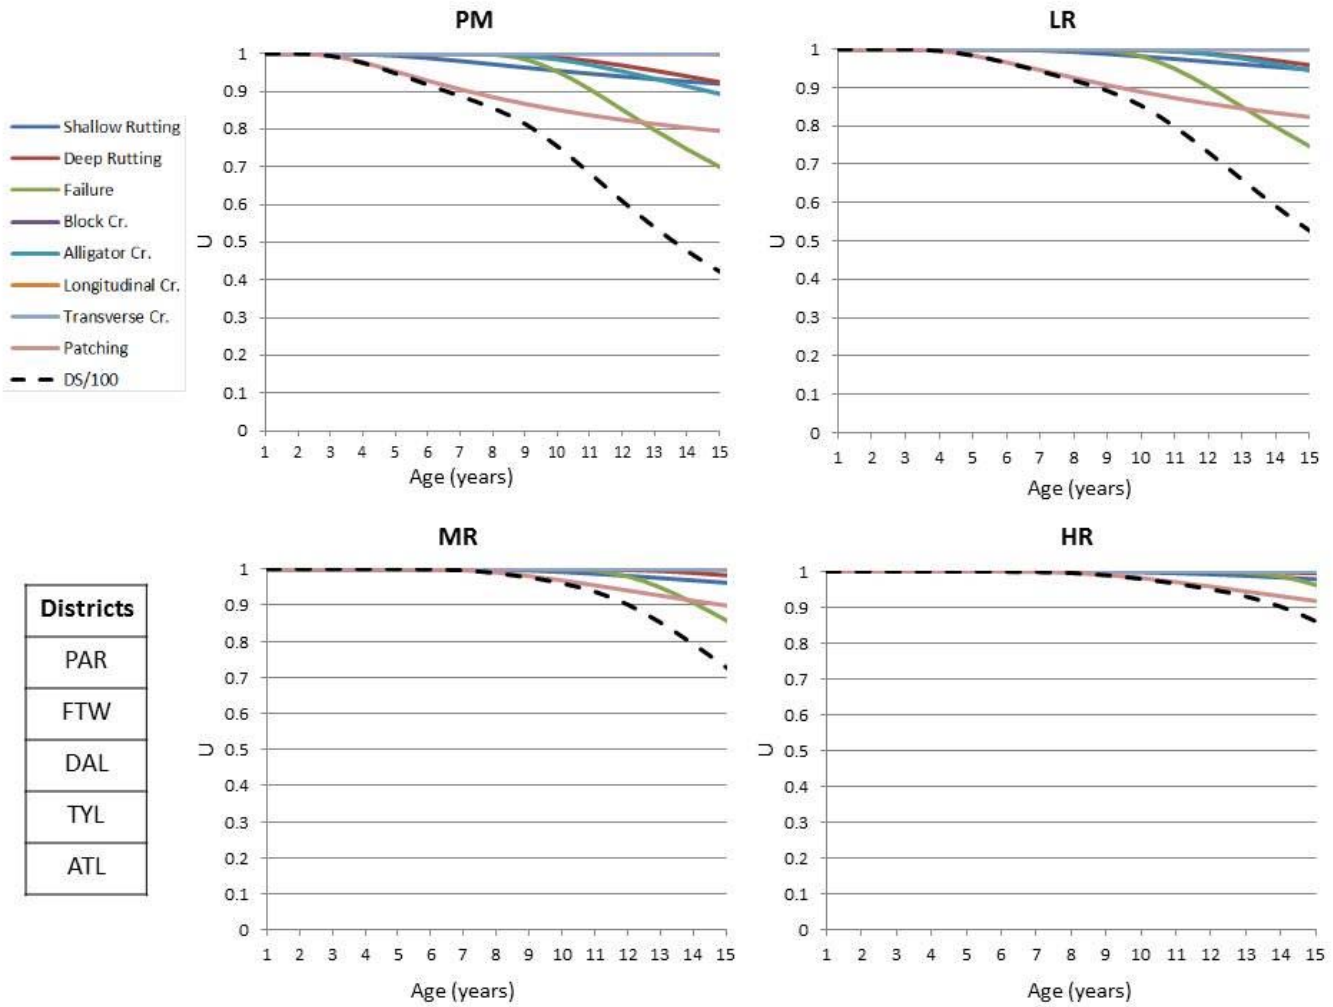 PM
1
0.9
0.8
0.7
0.6
0.5
0.4
0.3
0.2
0.1
0
U
1 2 3 4 5 6 7 8 9 10 11 12 13 14 15
Age (years)
LR
1
0.9
0.8
0.7
0.6
0.5
0.4
0.3
0.2
0.1
0
U
1 2 3 4 5 6 7 8 9 10 11 12 13 14 15
Age (years)
Shallow Rutting
Deep Rutting
Failure
Block Cr.
Alligator Cr.
Longitudinal Cr.
Transverse Cr.
Patching
DS/100
MR
1
0.9
0.8
0.7
0.6
0.5
0.4
0.3
0.2
0.1
0
U
1 2 3 4 5 6 7 8 9 10 11 12 13 14 15
Age (years)
HR
1
0.9
0.8
0.7
0.6
0.5
0.4
0.3
0.2
0.1
0
U
1 2 3 4 5 6 7 8 9 10 11 12 13 14 15
Age (years)
Districts
PAR
FTW
DAL
TYL
ATL